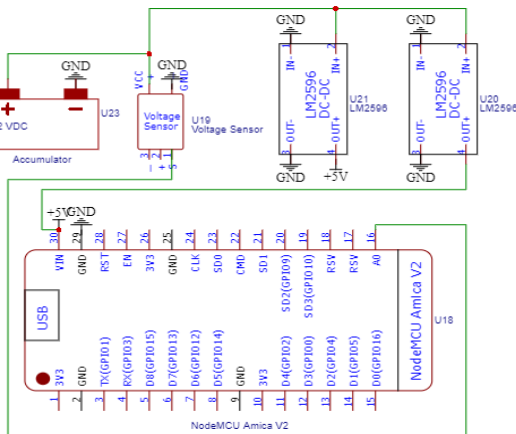 GND
GND
GND
GND
+
−
2 VDC
U23
Accumulator
VCC
+
GND
Voltage
Sensor
U19
Voltage Sensor
3
2
1
−
+
S
1
2
IN-
IN+
LM2596
DC-DC
OUT-
OUT+
3
4
U21
LM2596
GND
+5V
1
2
IN-
IN+
LM2596
DC-DC
OUT-
OUT+
3
4
U20
LM2596
GND
+5V
GND
30 29 28 27 26 25 24 23 22 21 20 19 18 17 16
VIN GND RST EN 3V3 GND CLK SD0 CMD SD1 SD2(GPIO9) SD3(GPIO10) RSV RSV A0
USB
NodeMCU Amica V2
U18
3V3 GND TX(GPIO1) RX(GPIO3) D8(GPIO15) D7(GPIO13) D6(GPIO12) D5(GPIO14) GND 3V3 D4(GPIO2) D3(GPIO0) D2(GPIO4) D1(GPIO5) D0(GPIO16)
1 2 3 4 5 6 7 8 9 10 11 12 13 14 15
NodeMCU Amica V2